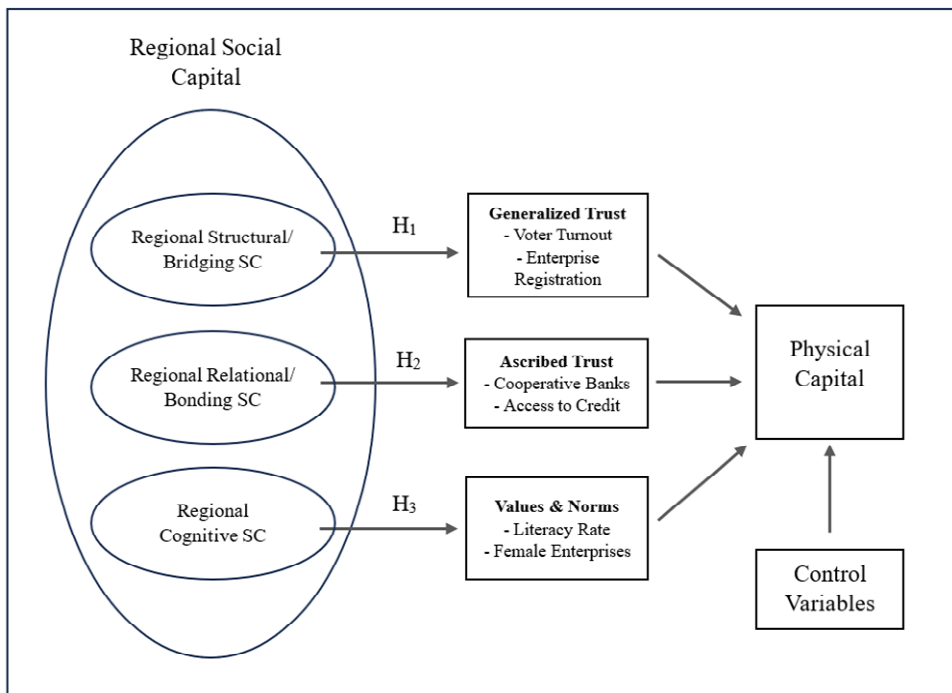 Regional Social
Capital
Regional Structural/
Bridging SC
H₁
Generalized Trust
- Voter Turnout
- Enterprise
Registration
Regional Relational/
Bonding SC
H₂
Ascribed Trust
- Cooperative Banks
- Access to Credit
Physical
Capital
Regional
Cognitive SC
H₃
Values & Norms
- Literacy Rate
- Female Enterprises
Control
Variables